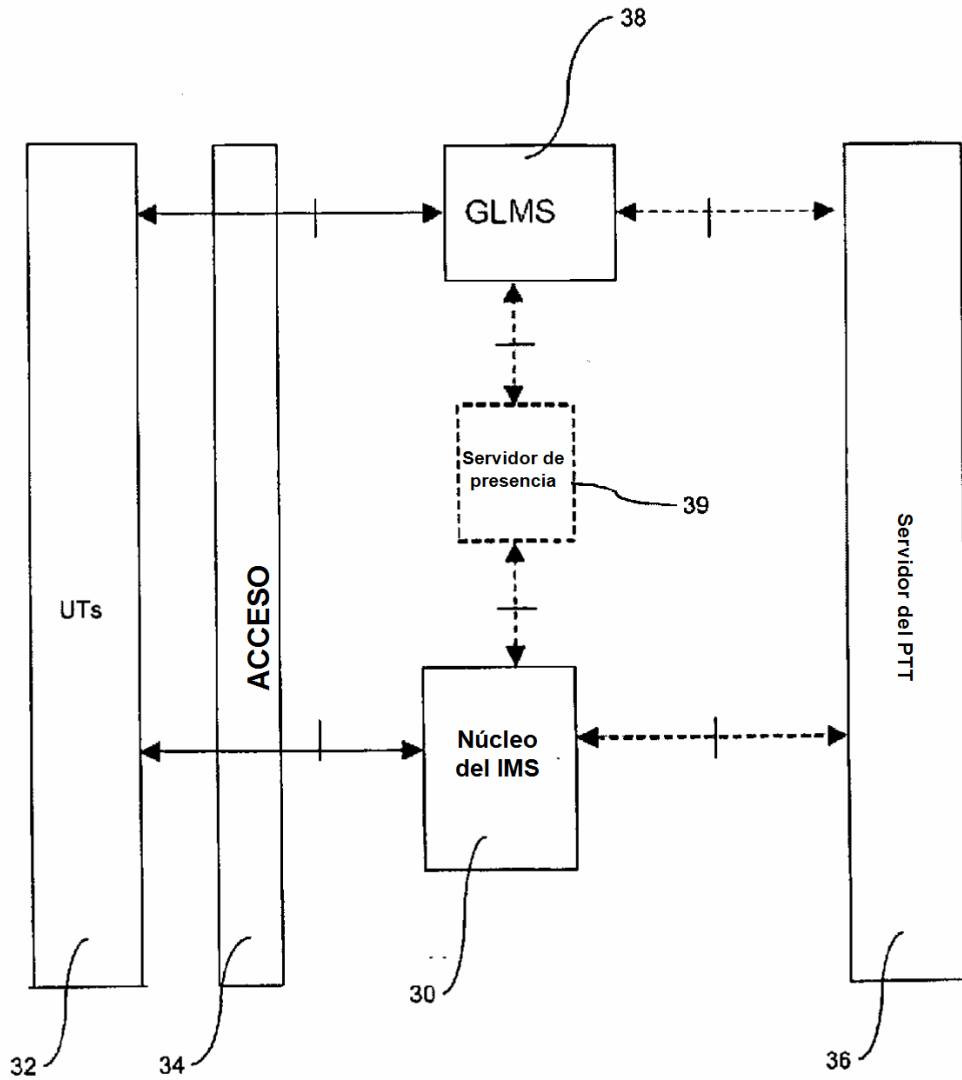 38
GLMS
Servidor de
presencia
39
UTs
ACCESO
Servidor del PTT
Núcleo
del IMS
30
32
34
36